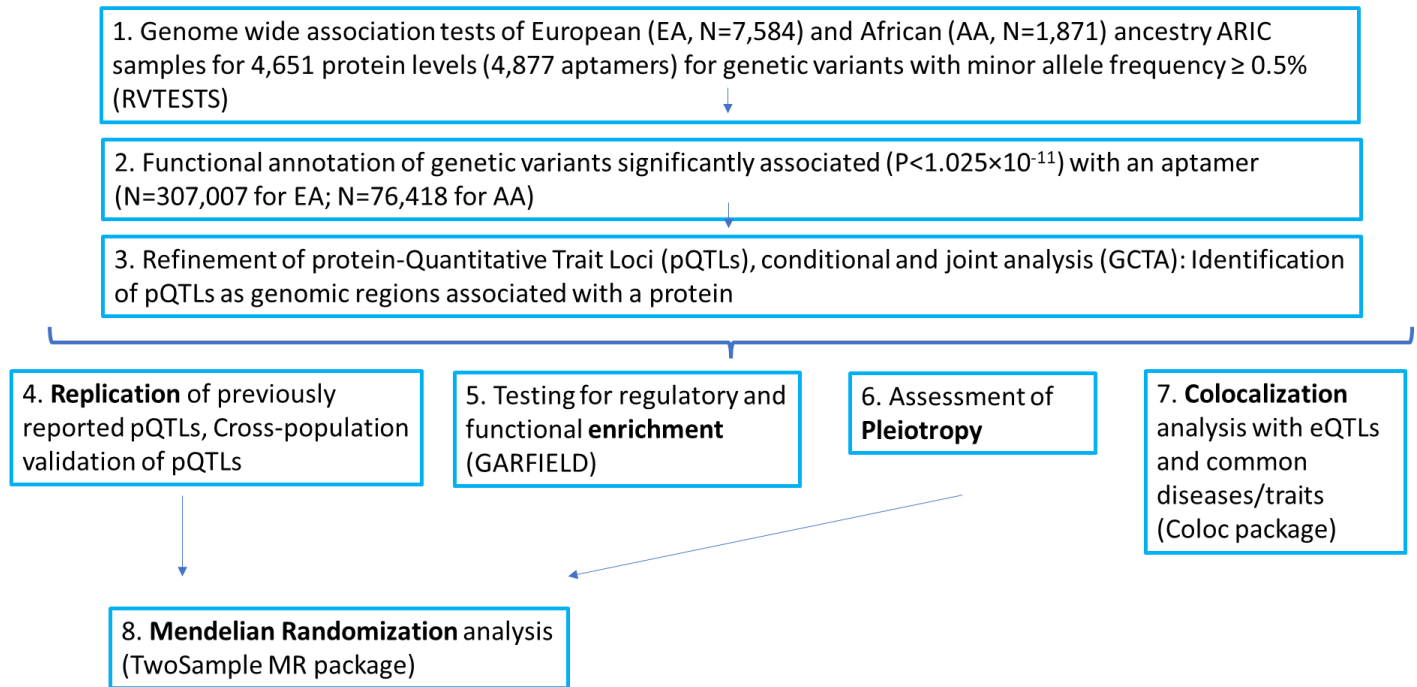 1. Genome wide association tests of European (EA, N=7,584) and African (AA, N=1,871) ancestry ARIC
samples for 4,651 protein levels (4,877 aptamers) for genetic variants with minor allele frequency ≥ 0.5%
(RVTESTS)
2. Functional annotation of genetic variants significantly associated (P<1.025×10⁻¹¹) with an aptamer
(N=307,007 for EA; N=76,418 for AA)
3. Refinement of protein-Quantitative Trait Loci (pQTLs), conditional and joint analysis (GCTA): Identification
of pQTLs as genomic regions associated with a protein
4. Replication of previously
reported pQTLs, Cross-population
validation of pQTLs
5. Testing for regulatory and
functional enrichment
(GARFIELD)
6. Assessment of
Pleiotropy
7. Colocalization
analysis with eQTLs
and common
diseases/traits
(Coloc package)
8. Mendelian Randomization analysis
(TwoSample MR package)